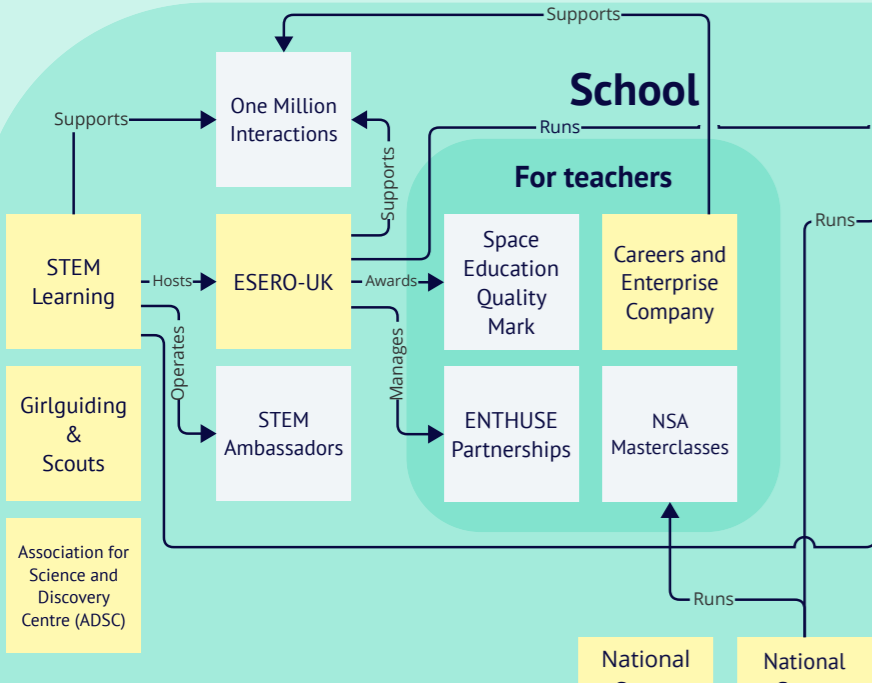 Supports
School
One Million
Interactions
Supports
Runs
Supports
For teachers
Runs
STEM
Learning
Hosts
ESERO-UK
Awards
Space
Education
Quality
Mark
Careers and
Enterprise
Company
Operates
Manages
Girlguiding
&
Scouts
STEM
Ambassadors
ENTHUSE
Partnerships
NSA
Masterclasses
Association for
Science and
Discovery
Centre (ADSC)
Runs
National
National